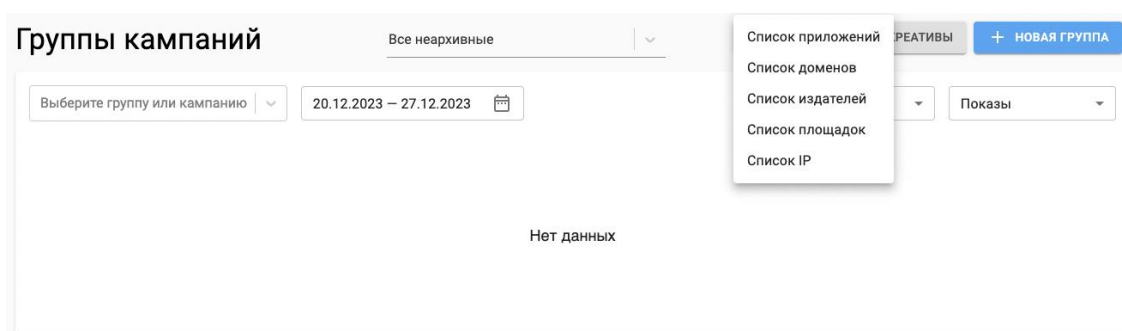 Группы кампаний
Все неархивные
Список приложений
РЕАТИВЫ
+ НОВАЯ ГРУППА
Список доменов
Список издателей
Список площадок
Список IP
Выберите группу или кампанию
20.12.2023 — 27.12.2023
Показы
Нет данных